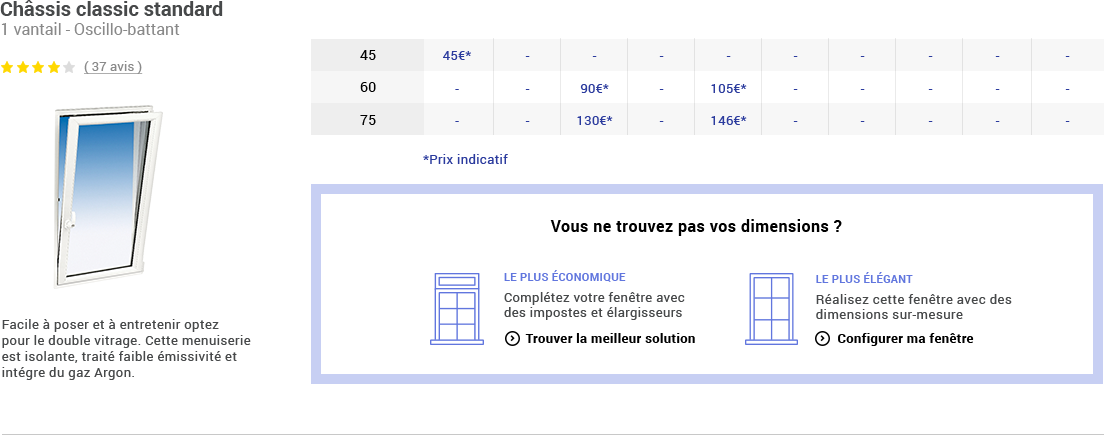 Châssis classic standard
1 vantail - Oscillo-battant
( 37 avis )
45 45€* - - - - - - - - -
60 - - 90€* - 105€* - - - - -
75 - - 130€* - 146€* - - - - -
*Prix indicatif
Vous ne trouvez pas vos dimensions ?
LE PLUS ÉCONOMIQUE
Complétez votre fenêtre avec
des impostes et élargisseurs
Trouver la meilleur solution
LE PLUS ÉLÉGANT
Réalisez cette fenêtre avec des
dimensions sur-mesure
Configurer ma fenêtre
Facile à poser et à entretenir optez
pour le double vitrage. Cette menuiserie
est isolante, traité faible émissivité et
intégre du gaz Argon.